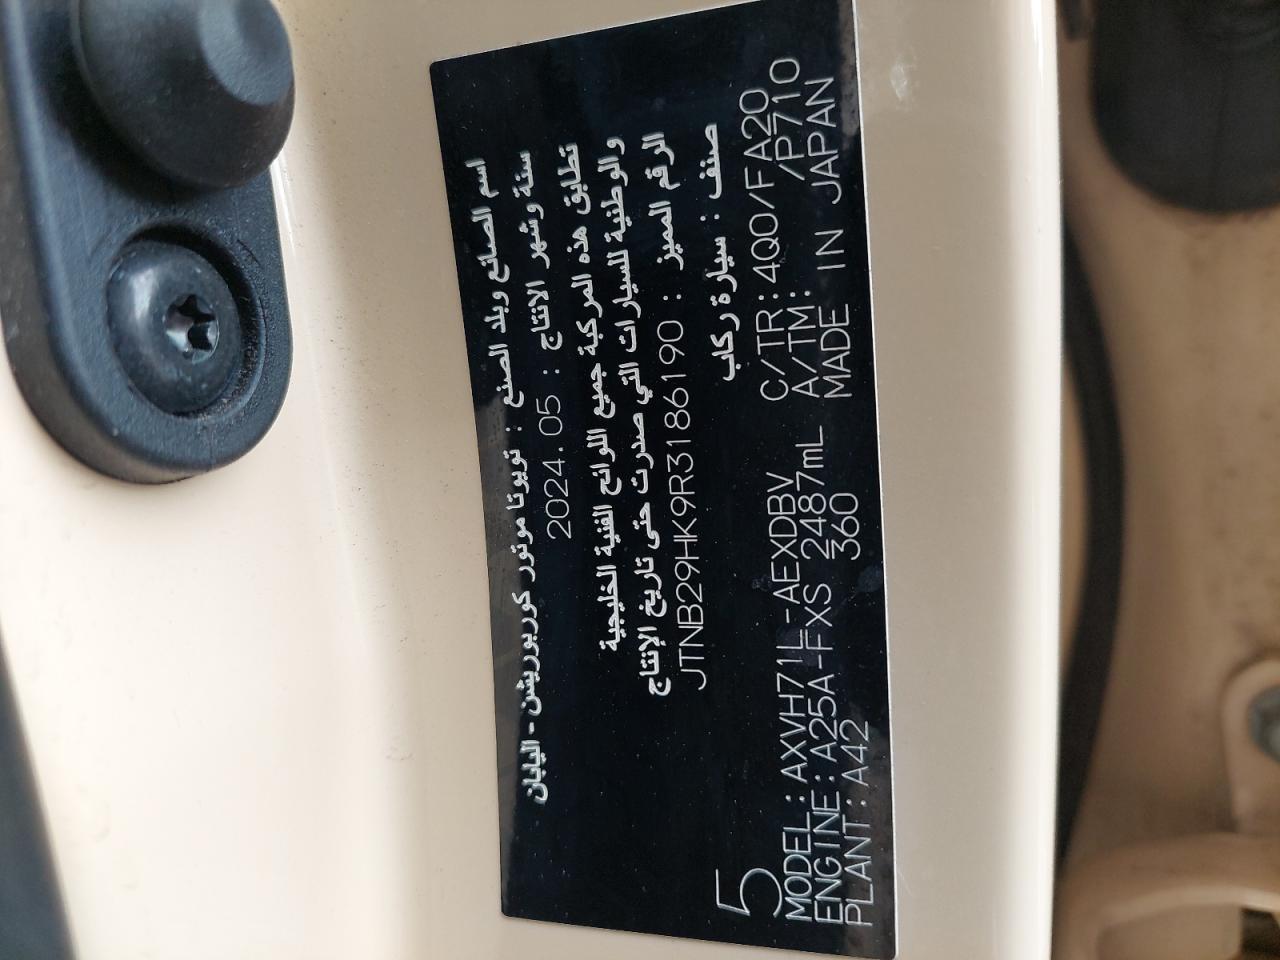 اسم الصانع وبلد الصنع : تويوتا موتور كوربوريشن - اليابان
سنة وشهر الانتاج : 2024.05
تطابق هذه المركبة جميع اللوائح الفنية الخليجية
والوطنية للسيارات التي صدرت حتى تاريخ الإنتاج
الرقم المميز : JTNB29HK9R3186190
صنف : سيارة ركاب
5
MODEL: AXVH71L-AEXDBV C/TR: 4Q0/FA20
ENGINE: A25A-FXS 2487mL A/TM: /P710
PLANT: A42 360 MADE IN JAPAN